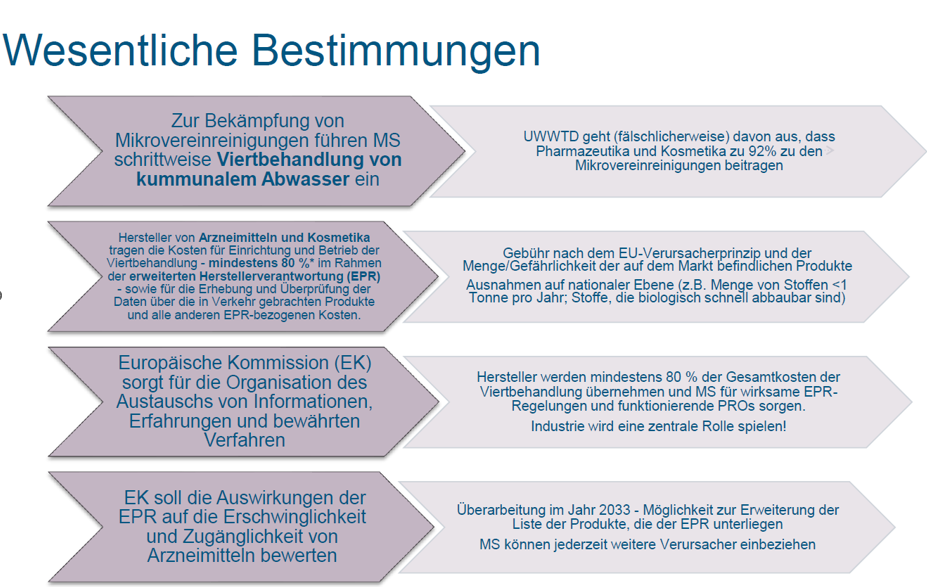 Wesentliche Bestimmungen
Zur Bekämpfung von
Mikrovereinreinigungen führen MS
schrittweise Viertbehandlung von
kummunalem Abwasser ein
UWWTD geht (fälschlicherweise) davon aus, dass
Pharmazeutika und Kosmetika zu 92% zu den >
Mikrovereinreinigungen beitragen
Hersteller von Arzneimitteln und Kosmetika
tragen die Kosten für Einrichtung und Betrieb der
Viertbehandlung - mindestens 80 %* im Rahmen
der erweiterten Herstellerverantwortung (EPR)
- sowie für die Erhebung und Überprüfung der
Daten über die in Verkehr gebrachten Produkte
und alle anderen EPR-bezogenen Kosten.
Gebühr nach dem EU-Verursacherprinzip und der
Menge/Gefährlichkeit der auf dem Markt befindlichen Produkte
Ausnahmen auf nationaler Ebene (z.B. Menge von Stoffen <1
Tonne pro Jahr; Stoffe, die biologisch schnell abbaubar sind)
Europäische Kommission (EK)
sorgt für die Organisation des
Austauschs von Informationen,
Erfahrungen und bewährten
Verfahren
Hersteller werden mindestens 80 % der Gesamtkosten der
Viertbehandlung übernehmen und MS für wirksame EPR-
Regelungen und funktionierende PROs sorgen.
Industrie wird eine zentrale Rolle spielen!
EK soll die Auswirkungen der
EPR auf die Erschwinglichkeit
und Zugänglichkeit von
Arzneimitteln bewerten
Überarbeitung im Jahr 2033 - Möglichkeit zur Erweiterung der
Liste der Produkte, die der EPR unterliegen
MS können jederzeit weitere Verursacher einbeziehen